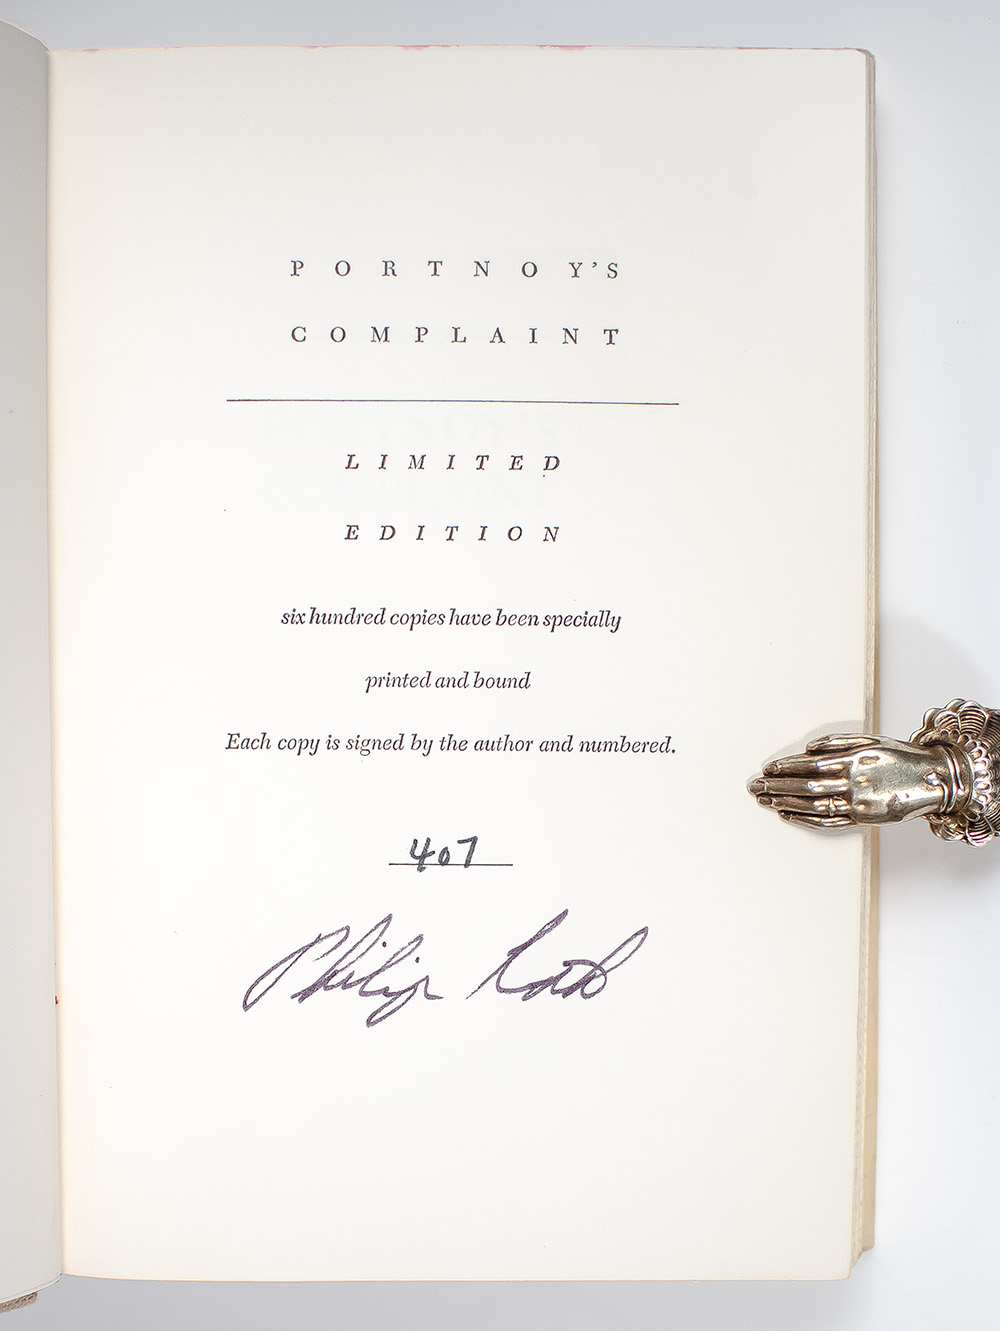 PORTNOY'S
COMPLAINT
LIMITED
EDITION
six hundred copies have been specially
printed and bound
Each copy is signed by the author and numbered.
407
Philip Roth